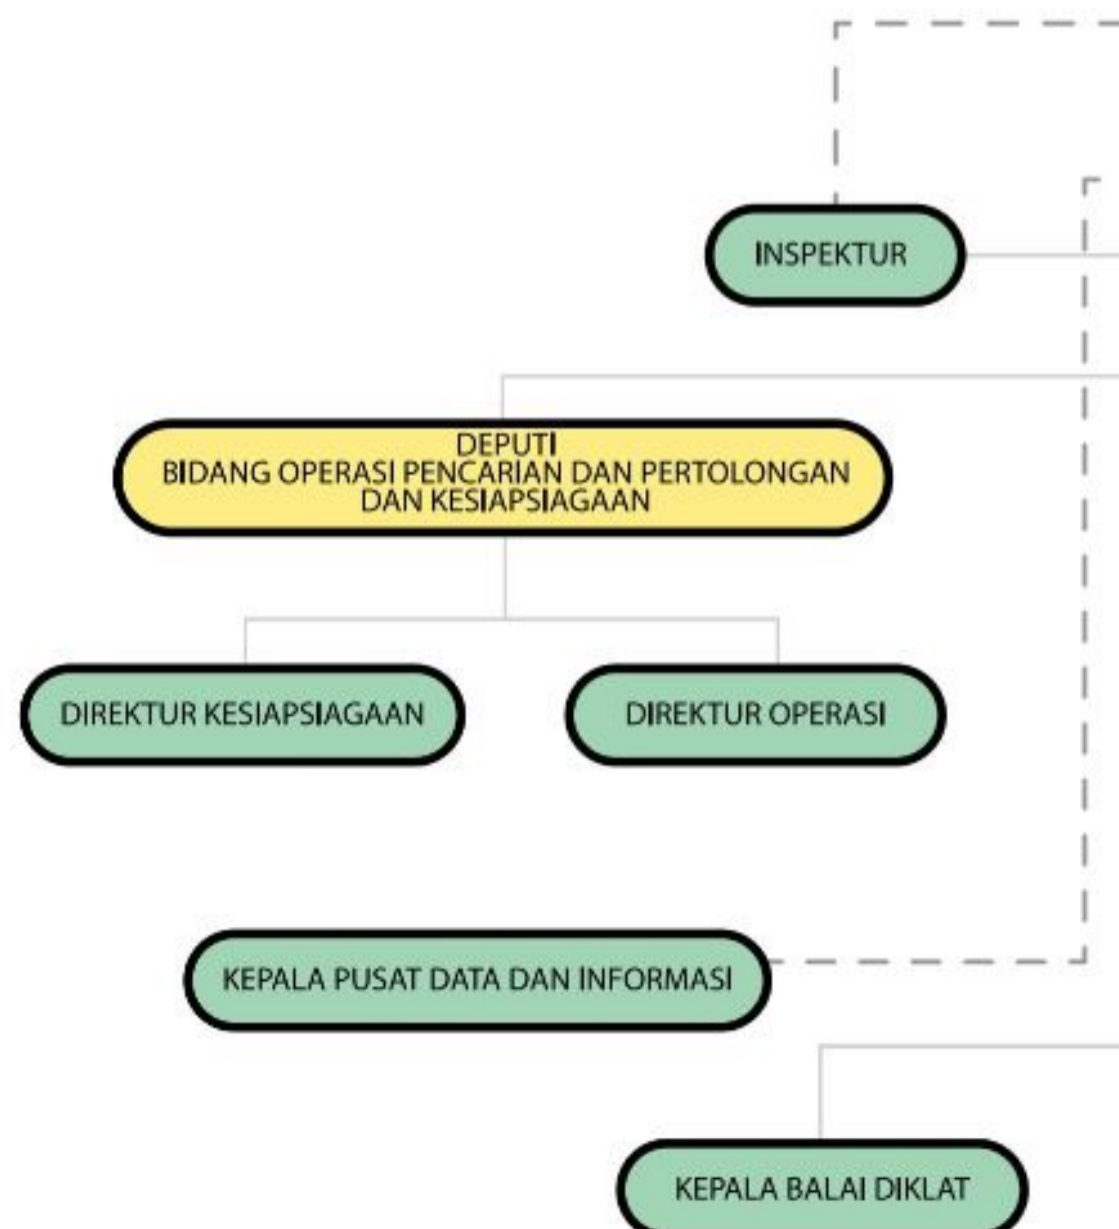 INSPEKTUR
DEPUTI
BIDANG OPERASI PENCARIAN DAN PERTOLONGAN
DAN KESIAPSIAGAAN
DIREKTUR KESIAPSIAGAAN
DIREKTUR OPERASI
KEPALA PUSAT DATA DAN INFORMASI
KEPALA BALAI DIKLAT